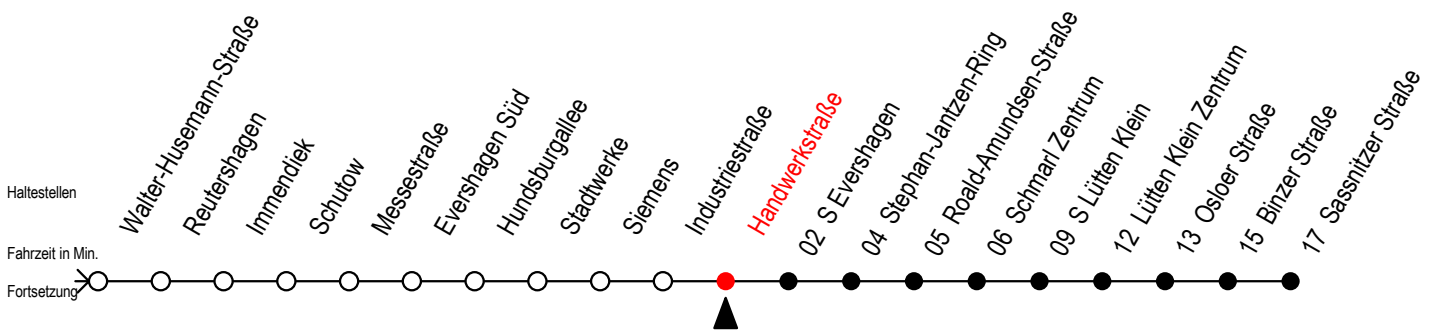 Haltestellen
Fahrzeit in Min.
Fortsetzung
Walter-Husemann-Straße
Reutershagen
Immendiek
Schutow
Messestraße
Evershagen Süd
Hundsburgallee
Stadtwerke
Siemens
Industriestraße
Handwerkstraße
02 S Evershagen
04 Stephan-Jantzen-Ring
05 Roald-Amundsen-Straße
06 Schmarl Zentrum
09 S Lütten Klein
12 Lütten Klein Zentrum
13 Osloer Straße
15 Binzer Straße
17 Sassnitzer Straße